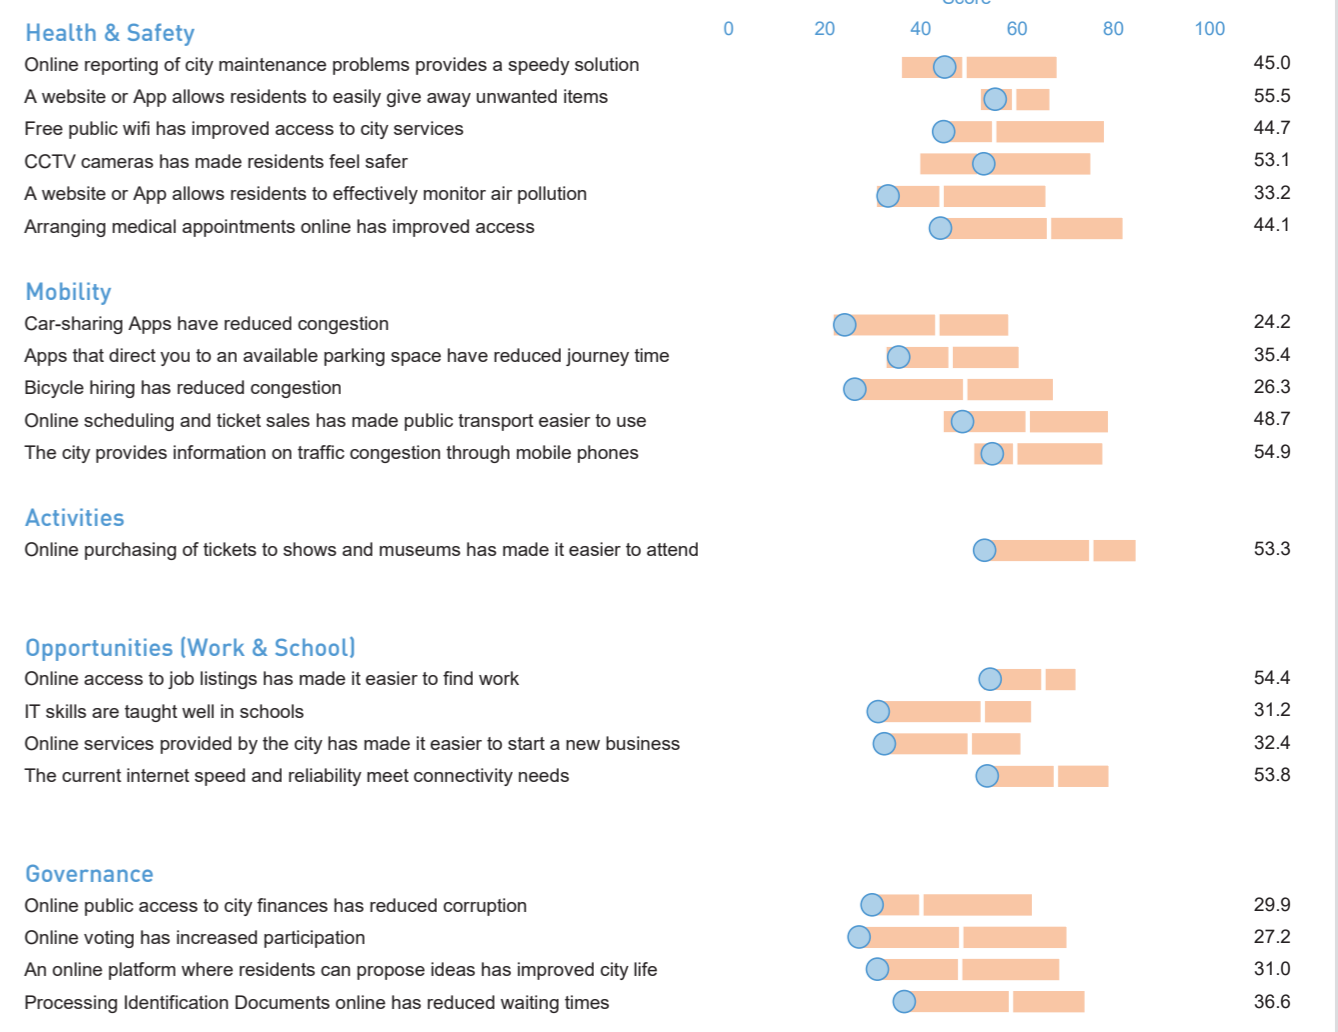 Score
Health & Safety 0 20 40 60 80 100
Online reporting of city maintenance problems provides a speedy solution 45.0
A website or App allows residents to easily give away unwanted items 55.5
Free public wifi has improved access to city services 44.7
CCTV cameras has made residents feel safer 53.1
A website or App allows residents to effectively monitor air pollution 33.2
Arranging medical appointments online has improved access 44.1
Mobility
Car-sharing Apps have reduced congestion 24.2
Apps that direct you to an available parking space have reduced journey time 35.4
Bicycle hiring has reduced congestion 26.3
Online scheduling and ticket sales has made public transport easier to use 48.7
The city provides information on traffic congestion through mobile phones 54.9
Activities
Online purchasing of tickets to shows and museums has made it easier to attend 53.3
Opportunities (Work & School)
Online access to job listings has made it easier to find work 54.4
IT skills are taught well in schools 31.2
Online services provided by the city has made it easier to start a new business 32.4
The current internet speed and reliability meet connectivity needs 53.8
Governance
Online public access to city finances has reduced corruption 29.9
Online voting has increased participation 27.2
An online platform where residents can propose ideas has improved city life 31.0
Processing Identification Documents online has reduced waiting times 36.6